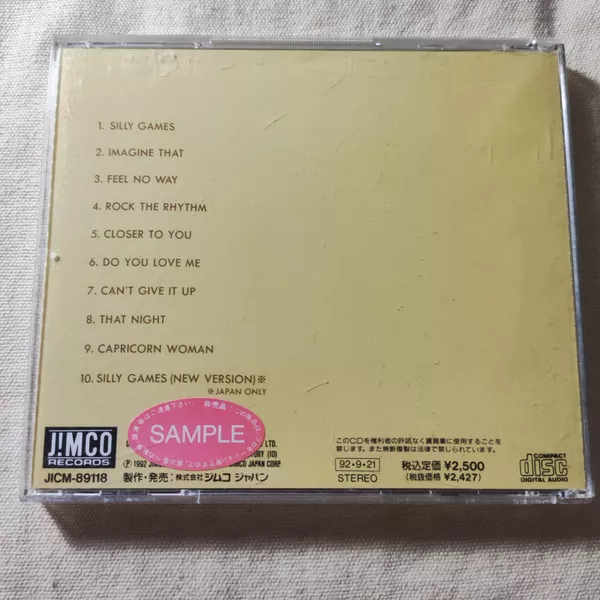 1. SILLY GAMES
2. IMAGINE THAT
3. FEEL NO WAY
4. ROCK THE RHYTHM
5. CLOSER TO YOU
6. DO YOU LOVE ME
7. CAN'T GIVE IT UP
8. THAT NIGHT
9. CAPRICORN WOMAN
10. SILLY GAMES (NEW VERSION)※
※JAPAN ONLY
J!MCO
RECORDS
JICM-89118
SAMPLE
非売品
LTD.
TORY (10)
Ⓟ 1992
MCO JAPAN CORP
製作・発売: 株式会社ジムコ ジャパン
このCDを権利者の許諾なく賃貸業に使用することを
禁じます。また無断複製は法律で禁じられています。
92・9・21
STEREO
税込定価 ¥2,500
(税抜価格 ¥2,427)
COMPACT
disc
DIGITAL AUDIO